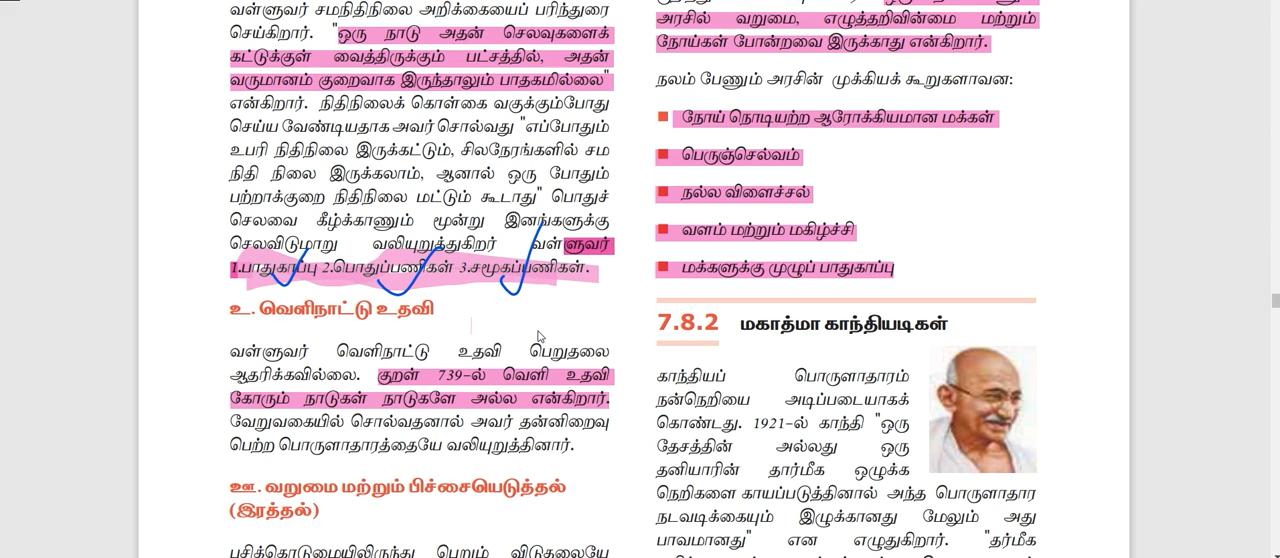 வள்ளுவர் சமநிதிநிலை அறிக்கையைப் பரிந்துரை
செய்கிறார். "ஒரு நாடு அதன் செலவுகளைக்
கட்டுக்குள் வைத்திருக்கும் பட்சத்தில், அதன்
வருமானம் குறைவாக இருந்தாலும் பாதகமில்லை"
என்கிறார். நிதிநிலைக் கொள்கை வகுக்கும்போது
செய்ய வேண்டியதாக அவர் சொல்வது "எப்போதும்
உபரி நிதிநிலை இருக்கட்டும், சிலநேரங்களில் சம
நிதி நிலை இருக்கலாம், ஆனால் ஒரு போதும்
பற்றாக்குறை நிதிநிலை மட்டும் கூடாது" பொதுச்
செலவை கீழ்க்காணும் மூன்று இனங்களுக்கு
செலவிடுமாறு வலியுறுத்துகிறர் வள்ளுவர்
1.பாதுகாப்பு 2.பொதுப்பணிகள் 3.சமூகப்பணிகள்.
உ. வெளிநாட்டு உதவி
வள்ளுவர் வெளிநாட்டு உதவி பெறுதலை
ஆதரிக்கவில்லை. குறள் 739-ல் வெளி உதவி
கோரும் நாடுகள் நாடுகளே அல்ல என்கிறார்.
வேறுவகையில் சொல்வதனால் அவர் தன்னிறைவு
பெற்ற பொருளாதாரத்தையே வலியுறுத்தினார்.
ஊ. வறுமை மற்றும் பிச்சையெடுத்தல்
(இரத்தல்)
பசிக்கொடுமையிலிருந்து பெறும் விடுதலையே
அரசில் வறுமை, எழுத்தறிவின்மை மற்றும்
நோய்கள் போன்றவை இருக்காது என்கிறார்.
நலம் பேணும் அரசின் முக்கியக் கூறுகளாவன:
நோய் நொடியற்ற ஆரோக்கியமான மக்கள்
பெருஞ்செல்வம்
நல்ல விளைச்சல்
வளம் மற்றும் மகிழ்ச்சி
மக்களுக்கு முழுப் பாதுகாப்பு
7.8.2 மகாத்மா காந்தியடிகள்
காந்தியப் பொருளாதாரம்
நன்னெறியை அடிப்படையாகக்
கொண்டது. 1921-ல் காந்தி "ஒரு
தேசத்தின் அல்லது ஒரு
தனியாரின் தார்மீக ஒழுக்க
நெறிகளை காயப்படுத்தினால் அந்த பொருளாதார
நடவடிக்கையும் இழுக்கானது மேலும் அது
பாவமானது" என எழுதுகிறார். "தர்மீக